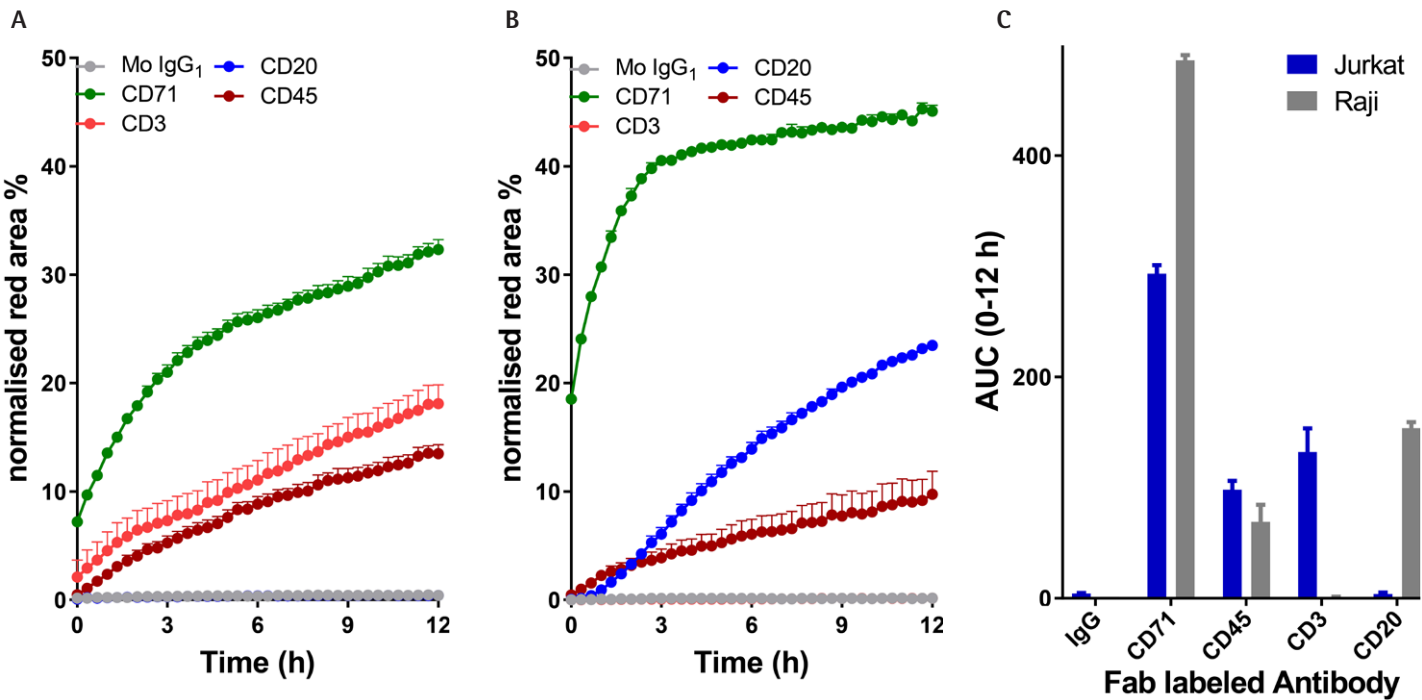 A
normalised red area %
50
40
30
20
10
0
Mo IgG₁
CD71
CD3
CD20
CD45
0 3 6 9 12
Time (h)
B
normalised red area %
50
40
30
20
10
0
Mo IgG₁
CD71
CD3
CD20
CD45
0 3 6 9 12
Time (h)
C
AUC (0-12 h)
400
200
0
Jurkat
Raji
IgG CD71 CD45 CD3 CD20
Fab labeled Antibody